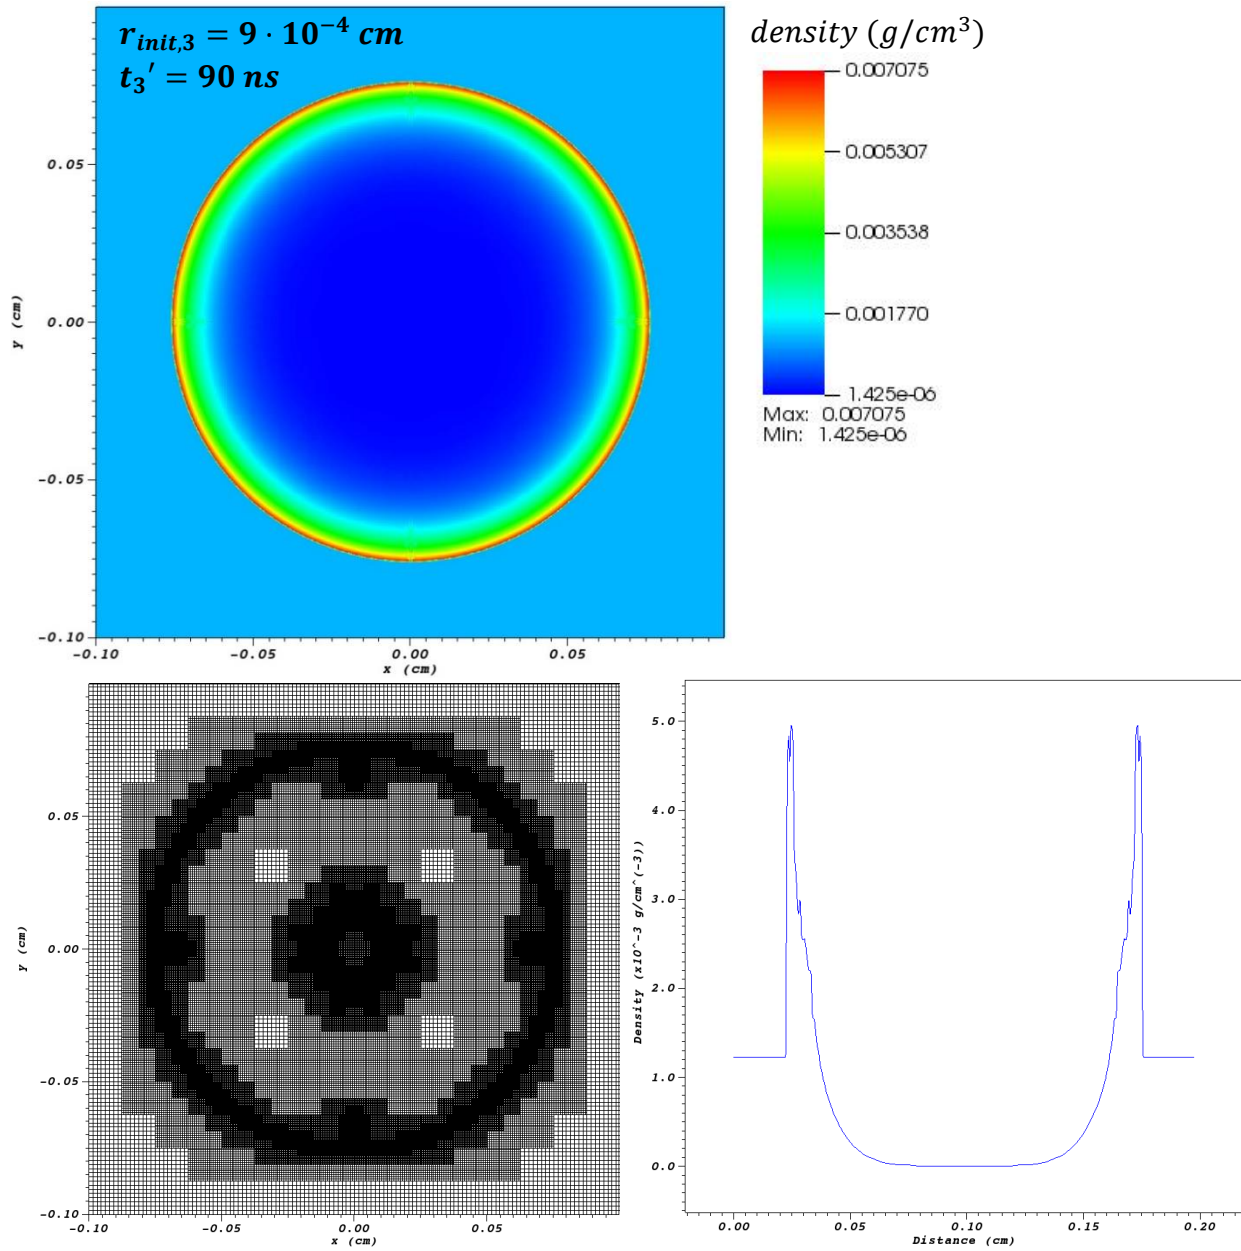 r_{init,3} = 9 · 10^{-4} cm
t_3' = 90 ns
density (g/cm^3)
0.007075
0.005307
0.003538
0.001770
1.425e-06
Max: 0.007075
Min: 1.425e-06
0.05
0.00
-0.05
-0.10
y (cm)
-0.10
-0.05
0.00
0.05
x (cm)
0.05
0.00
-0.05
-0.10
y (cm)
-0.10
-0.05
0.00
0.05
x (cm)
5.0
4.0
3.0
2.0
1.0
0.0
Density (x10^-3 g/cm^(-3))
0.00
0.05
0.10
0.15
0.20
Distance (cm)